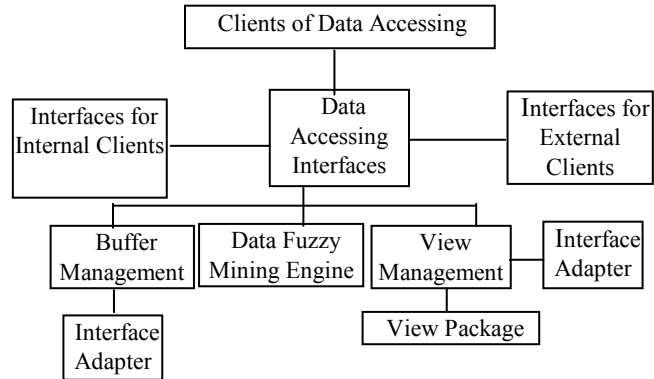 Clients of Data Accessing
Interfaces for
Internal Clients
Data
Accessing
Interfaces
Interfaces for
External
Clients
Buffer
Management
Data Fuzzy
Mining Engine
View
Management
Interface
Adapter
Interface
Adapter
View Package